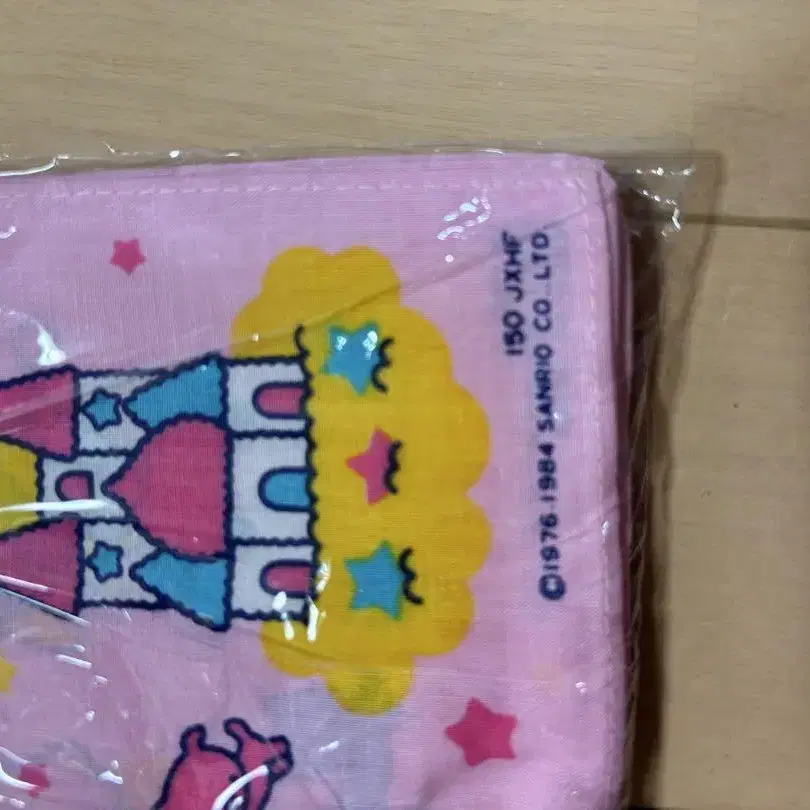 150 JXHF
©1976.1984 SANRIO CO. LTD.